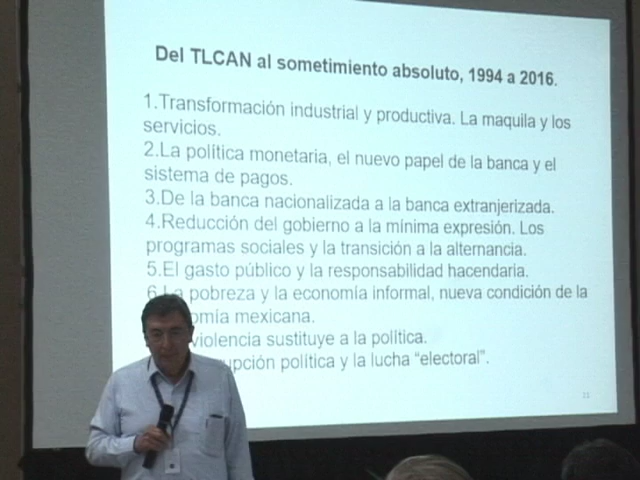 Del TLCAN al sometimiento absoluto, 1994 a 2016.
1.Transformación industrial y productiva. La maquila y los
servicios.
2.La política monetaria, el nuevo papel de la banca y el
sistema de pagos.
3.De la banca nacionalizada a la banca extranjerizada.
4.Reducción del gobierno a la mínima expresión. Los
programas sociales y la transición a la alternancia.
5.El gasto público y la responsabilidad hacendaria.
6.La pobreza y la economía informal, nueva condición de la
omía mexicana.
violencia sustituye a la política.
upción política y la lucha “electoral”.
11